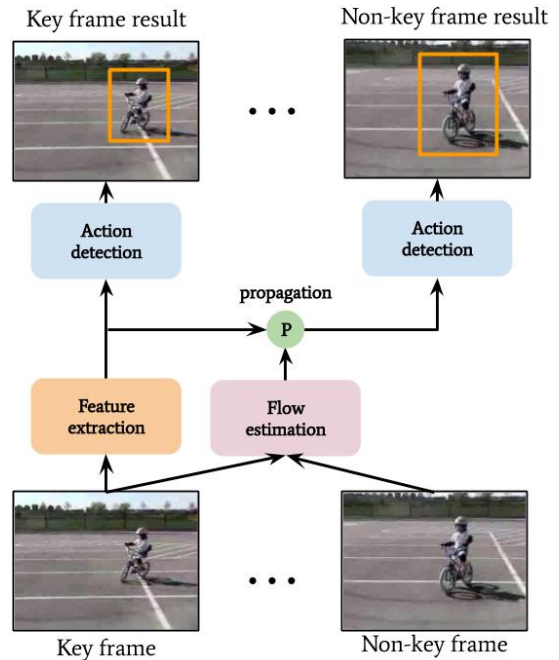 Key frame result
Non-key frame result
Action
detection
Action
detection
propagation
P
Feature
extraction
Flow
estimation
Key frame
Non-key frame